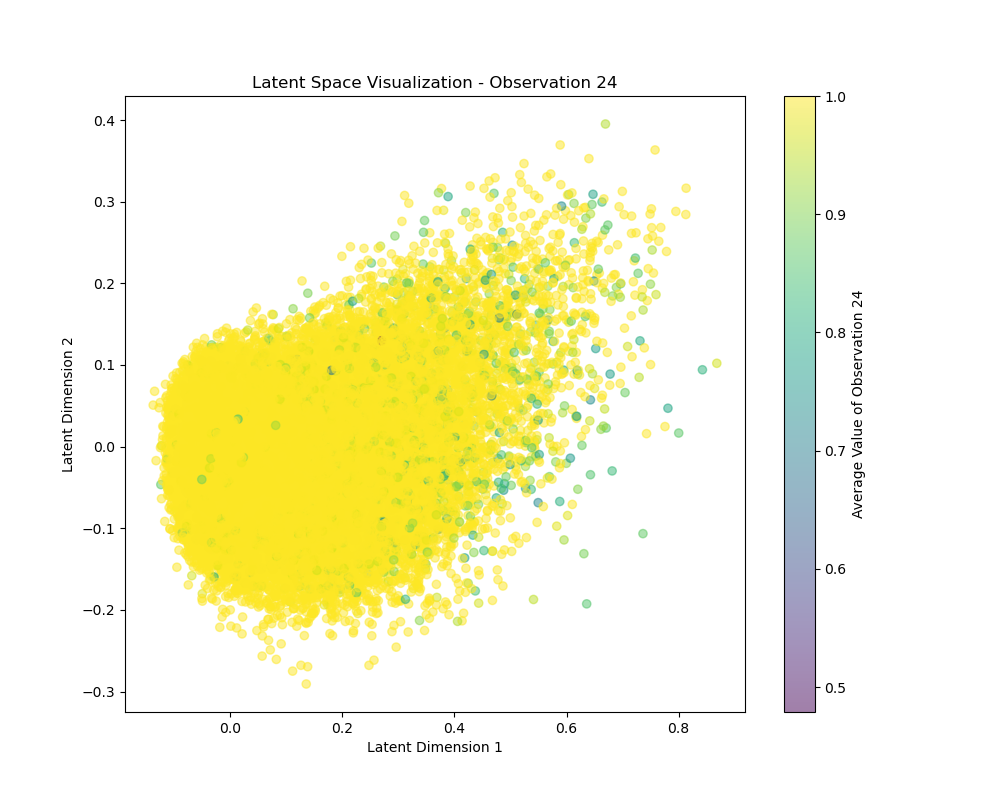 Latent Space Visualization - Observation 24
0.4
0.3
0.2
0.1
0.0
−0.1
−0.2
−0.3
Latent Dimension 2
0.0 0.2 0.4 0.6 0.8
Latent Dimension 1
1.0
0.9
0.8
0.7
0.6
0.5
Average Value of Observation 24